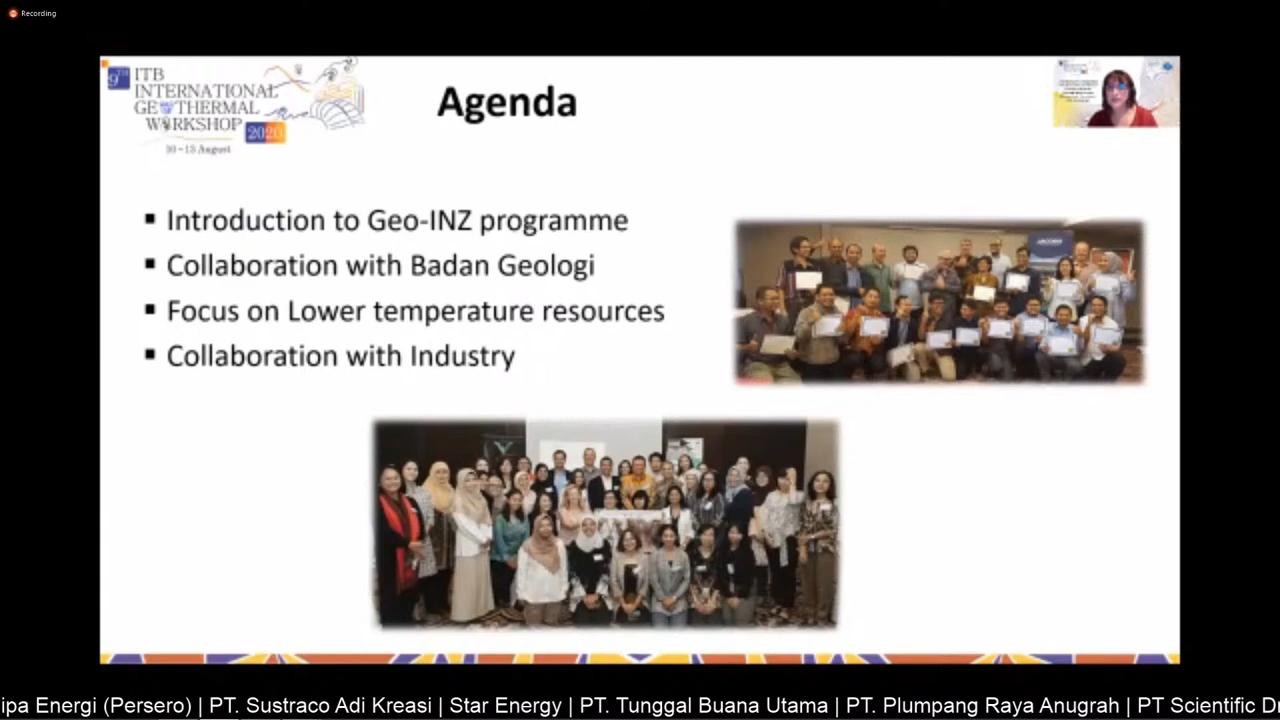 Recording
9TH ITB
INTERNATIONAL
GEOTHERMAL
WORKSHOP 2020
10-13 August
Agenda
▪ Introduction to Geo-INZ programme
▪ Collaboration with Badan Geologi
▪ Focus on Lower temperature resources
▪ Collaboration with Industry
ipa Energi (Persero) | PT. Sustraco Adi Kreasi | Star Energy | PT. Tunggal Buana Utama | PT. Plumpang Raya Anugrah | PT Scientific D